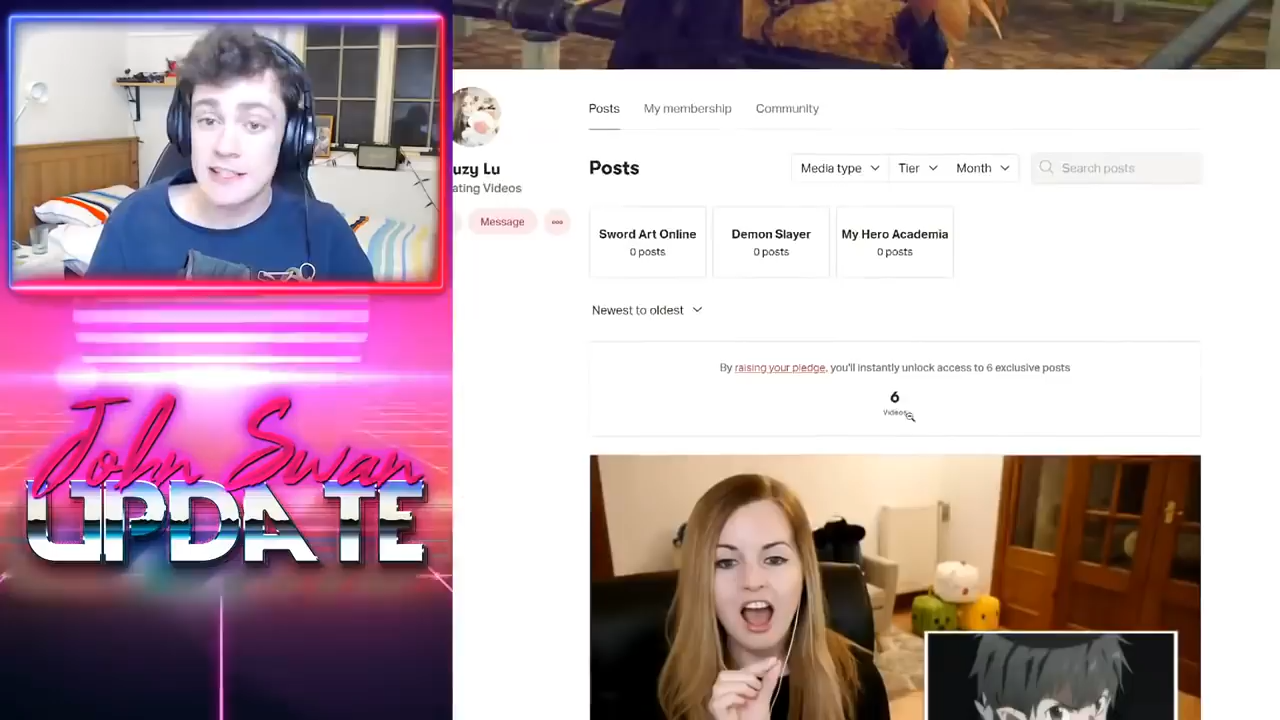 John Swan
UPDATE
Posts My membership Community
uzy Lu
ating Videos
Message
Posts
Media type Tier Month Search posts
Sword Art Online
0 posts
Demon Slayer
0 posts
My Hero Academia
0 posts
Newest to oldest
By raising your pledge, you'll instantly unlock access to 6 exclusive posts
6
Videos